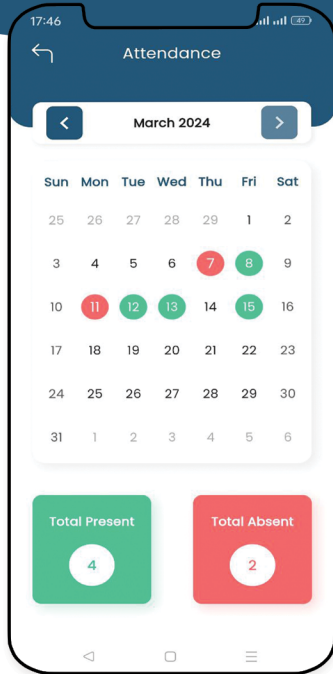 17:46 49
Attendance
< March 2024 >
Sun Mon Tue Wed Thu Fri Sat
25 26 27 28 29 1 2
3 4 5 6 7 8 9
10 11 12 13 14 15 16
17 18 19 20 21 22 23
24 25 26 27 28 29 30
31 1 2 3 4 5 6
Total Present Total Absent
4 2